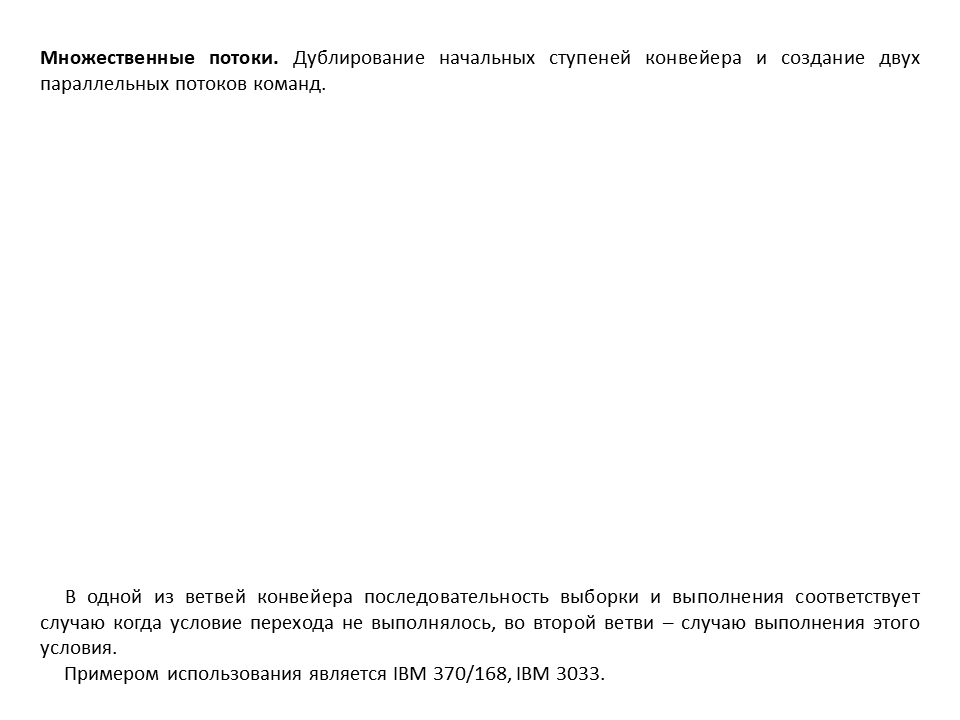 Множественные потоки. Дублирование начальных ступеней конвейера и создание двух
параллельных потоков команд.
В одной из ветвей конвейера последовательность выборки и выполнения соответствует
случаю когда условие перехода не выполнялось, во второй ветви – случаю выполнения этого
условия.
Примером использования является IBM 370/168, IBM 3033.